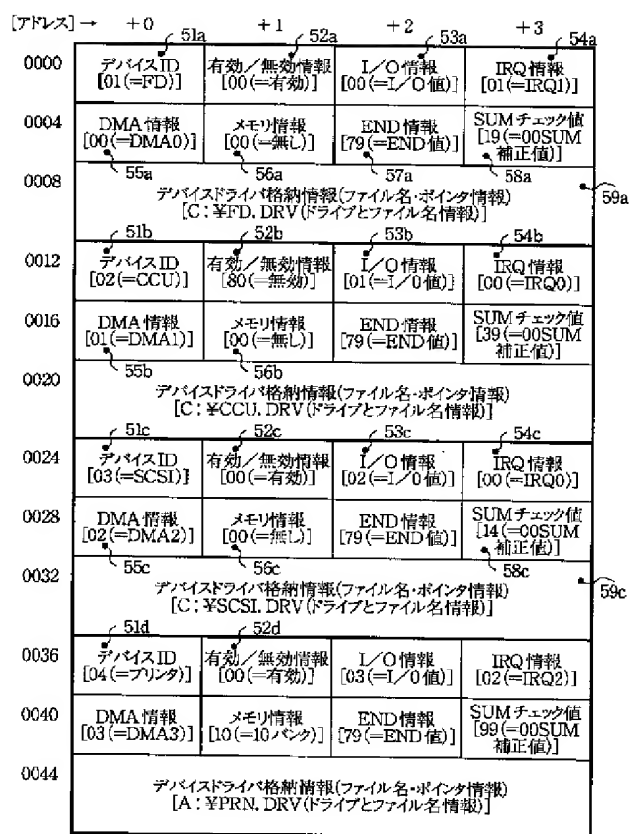 [アドレス]→ +0 +1 +2 +3
51a 52a 53a 54a
0000 デバイスID 有効/無効情報 I/O情報 IRQ情報
[01(=FD)] [00(=有効)] [00(=I/O値)] [01(=IRQ1)]
0004 DMA情報 メモリ情報 END情報 SUMチェック値
[00(=DMA0)] [00(=無し)] [79(=END値)] [19(=00SUM
補正値)]
55a 56a 57a 58a
0008 デバイスドライバ格納情報(ファイル名・ポインタ情報) 59a
[C:¥FD.DRV(ドライブとファイル名情報)]
51b 52b 53b 54b
0012 デバイスID 有効/無効情報 I/O情報 IRQ情報
[02(=CCU)] [80(=無効)] [01(=I/0値)] [00(=IRQ0)]
0016 DMA情報 メモリ情報 END情報 SUMチェック値
[01(=DMA1)] [00(=無し)] [79(=END値)] [39(=00SUM
補正値)]
55b 56b
0020 デバイスドライバ格納情報(ファイル名・ポインタ情報)
[C:¥CCU.DRV(ドライブとファイル名情報)]
51c 52c 53c 54c
0024 デバイスID 有効/無効情報 I/O情報 IRQ情報
[03(=SCSI)] [00(=有効)] [02(=I/0値)] [00(=IRQ0)]
0028 DMA情報 メモリ情報 END情報 SUMチェック値
[02(=DMA2)] [00(=無し)] [79(=END値)] [14(=00SUM
補正値)]
55c 56c 58c
0032 デバイスドライバ格納情報(ファイル名・ポインタ情報) 59c
[C:¥SCSI.DRV(ドライブとファイル名情報)]
51d 52d
0036 デバイスID 有効/無効情報 I/O情報 IRQ情報
[04(=プリンタ)] [00(=有効)] [03(=I/0値)] [02(=IRQ2)]
0040 DMA情報 メモリ情報 END情報 SUMチェック値
[03(=DMA3)] [10(=10バンク)] [79(=END値)] [99(=00SUM
補正値)]
0044 デバイスドライバ格納情報(ファイル名・ポインタ情報)
[A:¥PRN.DRV(ドライブとファイル名情報)]